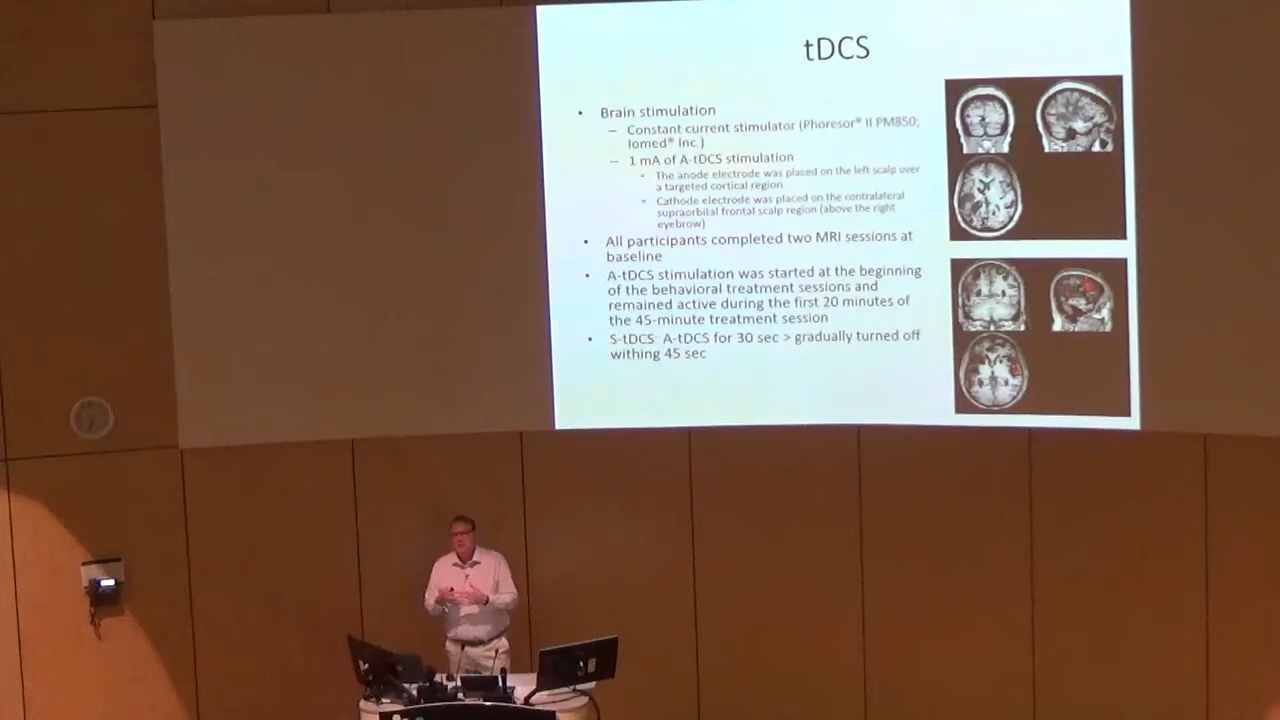 tDCS
• Brain stimulation
– Constant current stimulator (Phoresor® II PM850;
Iomed® Inc.)
– 1 mA of A-tDCS stimulation
• The anode electrode was placed on the left scalp over
a targeted cortical region
• Cathode electrode was placed on the contralateral
supraorbital frontal scalp region (above the right
eyebrow)
• All participants completed two MRI sessions at
baseline
• A-tDCS stimulation was started at the beginning
of the behavioral treatment sessions and
remained active during the first 20 minutes of
the 45-minute treatment session
• S-tDCS: A-tDCS for 30 sec > gradually turned off
withing 45 sec